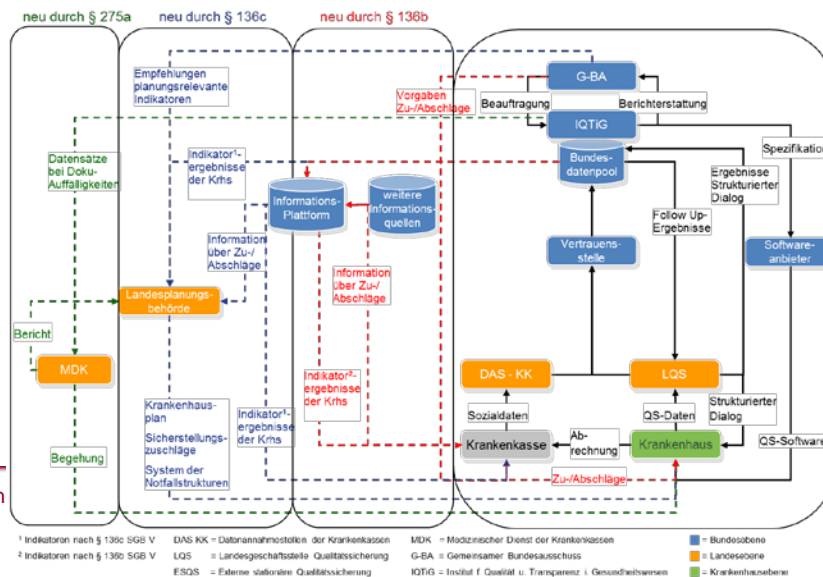 neu durch § 275a
neu durch § 136c
neu durch § 136b
Empfehlungen
planungsrelevante
Indikatoren
Vorgaben
Zu-/Abschläge
G-BA
Beauftragung
Berichterstattung
IQTiG
Spezifikation
Datensätze
bei Doku-
Auffälligkeiten
Indikator¹-
ergebnisse
der Krhs
Bundes-
datenpool
Ergebnisse
Strukturierter
Dialog
Informations-
Plattform
weitere
Informations-
quellen
Follow Up-
Ergebnisse
Information
über Zu-/
Abschläge
Vertrauens-
stelle
Software-
anbieter
Information
über Zu-/
Abschläge
Landesplanungs-
behörde
Bericht
MDK
DAS - KK
LQS
Indikator²-
ergebnisse
der Krhs
Krankenhaus-
plan
Sicherstellungs-
zuschläge
System der
Notfallstrukturen
Indikator¹-
ergebnisse
der Krhs
Sozialdaten
QS-Daten
Strukturierter
Dialog
Krankenkasse
Ab-
rechnung
Krankenhaus
QS-Software
Begehung
Zu-/Abschläge
n
¹ Indikatoren nach § 136c SGB V
DAS KK = Datenannahmestellen der Krankenkassen
MDK = Medizinischer Dienst der Krankenkassen
= Bundesebene
² Indikatoren nach § 136b SGB V
LQS = Landesgeschäftsstelle Qualitätssicherung
G-BA = Gemeinsamer Bundesausschuss
= Landesebene
ESQS = Externe stationäre Qualitätssicherung
IQTiG = Institut f. Qualität u. Transparenz i. Gesundheitswesen
= Krankenhausebene